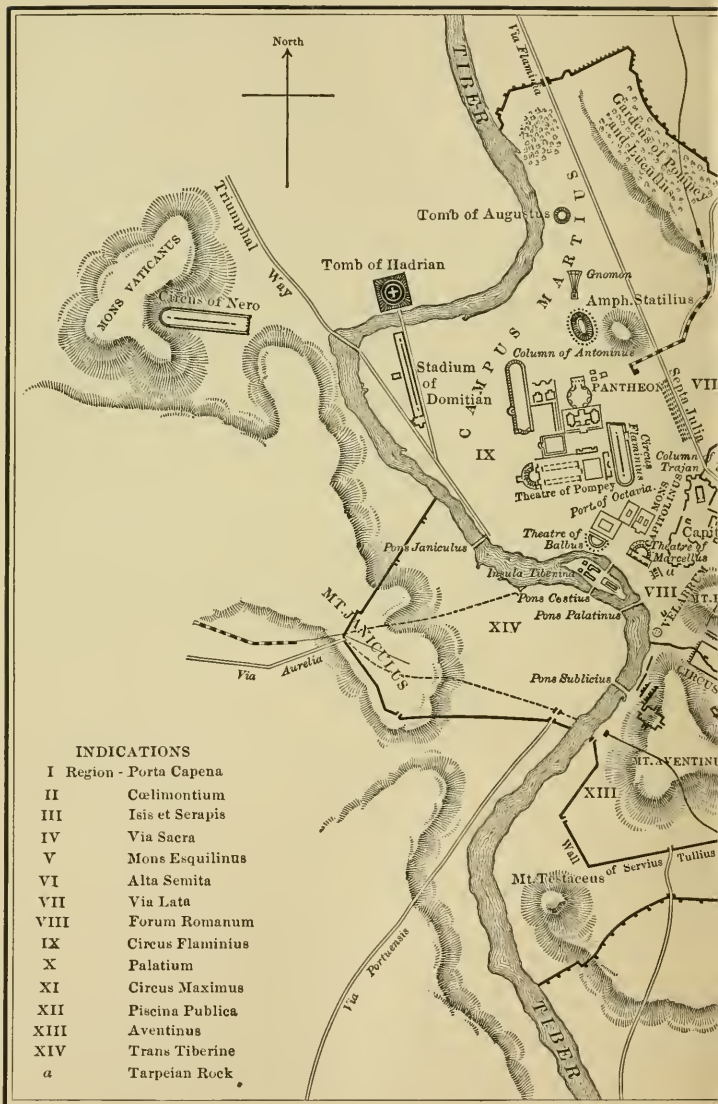 North
TIBER
Via Flaminia
Gardens of Pompey
and Lucullus
Triumphal
Way
Tomb of Augustus
MONS VATICANUS
Tomb of Hadrian
Gnomon
Circus of Nero
Amph. Statilius
CAMPUS MARTIUS
Column of Antoninus
Stadium
of
Domitian
PANTHEON
VII
Septa Julia
IX
Circus
Flaminius
Column of
Trajan
Theatre of Pompey
Port. of Octavia.
MONS
CAPITOLINUS
Capit
Theatre of
Balbus
Theatre of
Marcellus
a
Pons Janiculus
Insula Tiberina
Pons Cestius
VIII
VELABRUM
Pons Palatinus
MT. JANICULUS
XIV
Via Aurelia
Pons Sublicius
CIRCUS
MT. AVENTINU
XIII
Wall of Servius Tullius
Mt. Testaceus
Via Portuensis
TIBER
INDICATIONS
I Region - Porta Capena
II Cœlimontium
III Isis et Serapis
IV Via Sacra
V Mons Esquilinus
VI Alta Semita
VII Via Lata
VIII Forum Romanum
IX Circus Flaminius
X Palatium
XI Circus Maximus
XII Piscina Publica
XIII Aventinus
XIV Trans Tiberine
a Tarpeian Rock